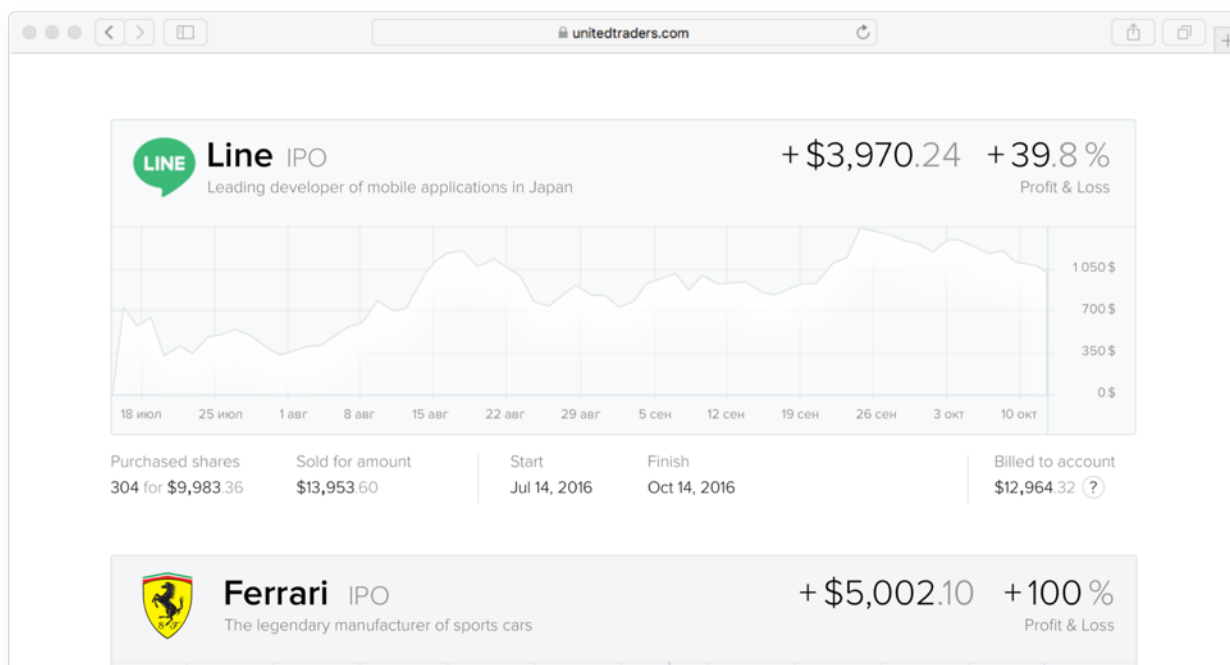 unitedtraders.com
LINE
Line IPO
+ $3,970.24 + 39.8 %
Leading developer of mobile applications in Japan
Profit & Loss
1 050 $
700 $
350 $
0 $
18 июл 25 июл 1 авг 8 авг 15 авг 22 авг 29 авг 5 сен 12 сен 19 сен 26 сен 3 окт 10 окт
Purchased shares Sold for amount Start Finish Billed to account
304 for $9,983.36 $13,953.60 Jul 14, 2016 Oct 14, 2016 $12,964.32 ?
Ferrari IPO
+ $5,002.10 + 100 %
S F
The legendary manufacturer of sports cars
Profit & Loss